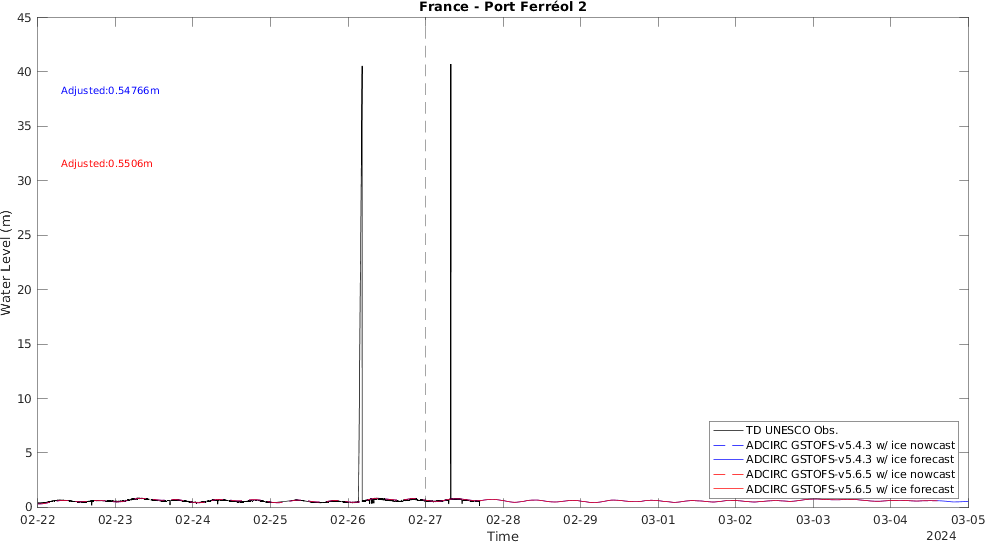 France - Port Ferréol 2
45
40
35
30
25
20
15
10
5
0
Water Level (m)
Adjusted:0.54766m
Adjusted:0.5506m
TD UNESCO Obs.
ADCIRC GSTOFS-v5.4.3 w/ ice nowcast
ADCIRC GSTOFS-v5.4.3 w/ ice forecast
ADCIRC GSTOFS-v5.6.5 w/ ice nowcast
ADCIRC GSTOFS-v5.6.5 w/ ice forecast
02-22 02-23 02-24 02-25 02-26 02-27 02-28 02-29 03-01 03-02 03-03 03-04 03-05
Time
2024